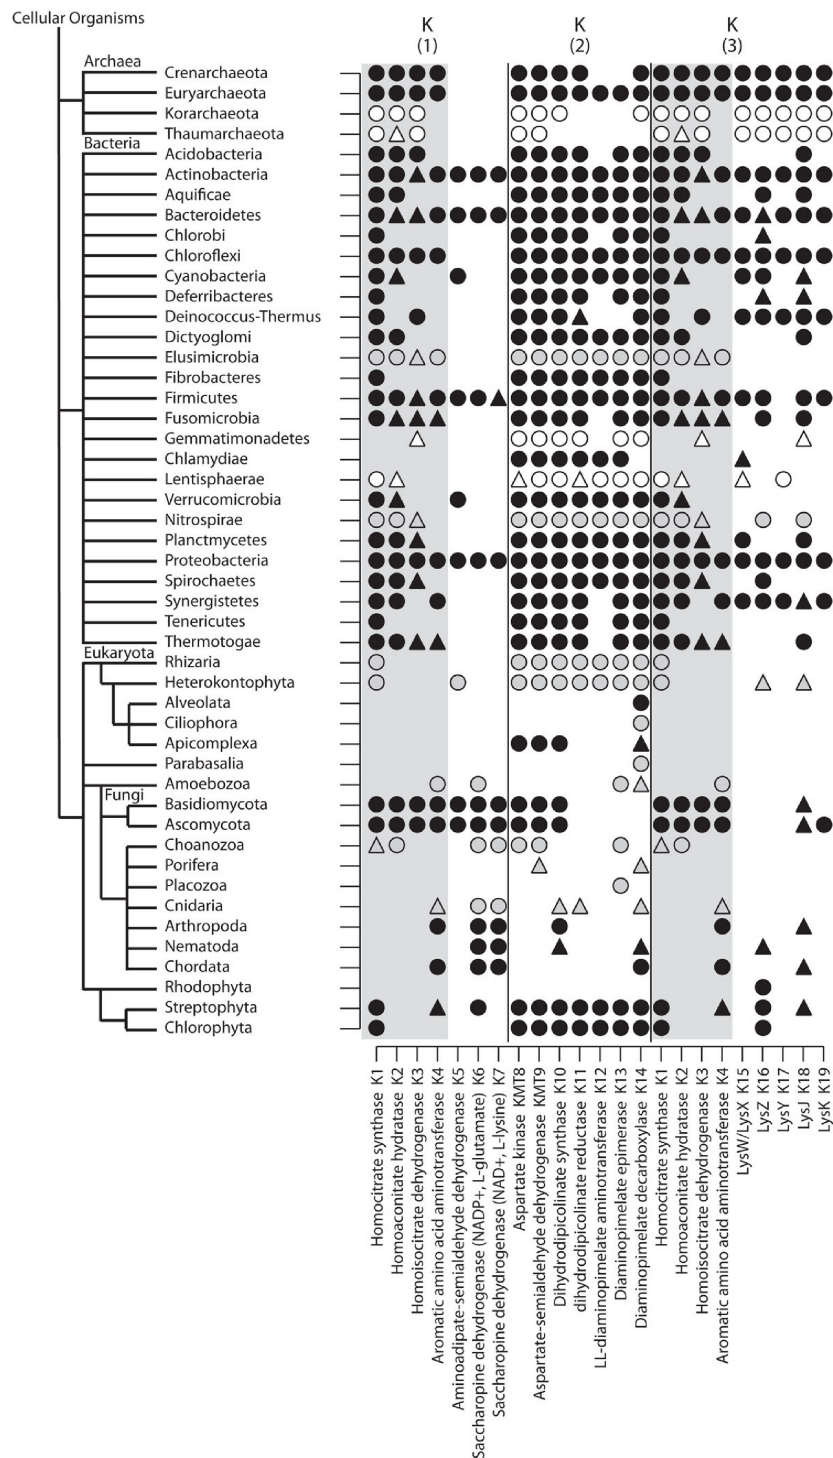 Cellular Organisms
K
(1)
K
(2)
K
(3)
Archaea
Crenarchaeota
Euryarchaeota
Korarchaeota
Thaumarchaeota
Bacteria
Acidobacteria
Actinobacteria
Aquificae
Bacteroidetes
Chlorobi
Chloroflexi
Cyanobacteria
Deferribacteres
Deinococcus-Thermus
Dictyoglomi
Elusimicrobia
Fibrobacteres
Firmicutes
Fusomicrobia
Gemmatimonadetes
Chlamydiae
Lentisphaerae
Verrucomicrobia
Nitrospirae
Planctmycetes
Proteobacteria
Spirochaetes
Synergistetes
Tenericutes
Thermotogae
Eukaryota
Rhizaria
Heterokontophyta
Alveolata
Ciliophora
Apicomplexa
Parabasalia
Amoebozoa
Fungi
Basidiomycota
Ascomycota
Choanozoa
Porifera
Placozoa
Cnidaria
Arthropoda
Nematoda
Chordata
Rhodophyta
Streptophyta
Chlorophyta
Homocitrate synthase K1
Homoaconitate hydratase K2
Homoisocitrate dehydrogenase K3
Aromatic amino acid aminotransferase K4
Aminoadipate-semialdehyde dehydrogenase K5
Saccharopine dehydrogenase (NADP+, L-glutamate) K6
Saccharopine dehydrogenase (NAD+, L-lysine) K7
Aspartate kinase KMT8
Aspartate-semialdehyde dehydrogenase KMT9
Dihydrodipicolinate synthase K10
dihydrodipicolinate reductase K11
LL-diaminopimelate aminotransferase K12
Diaminopimelate epimerase K13
Diaminopimelate decarboxylase K14
Homocitrate synthase K1
Homoaconitate hydratase K2
Homoisocitrate dehydrogenase K3
Aromatic amino acid aminotransferase K4
LysW/LysX K15
LysZ K16
LysY K17
LysJ K18
LysK K19